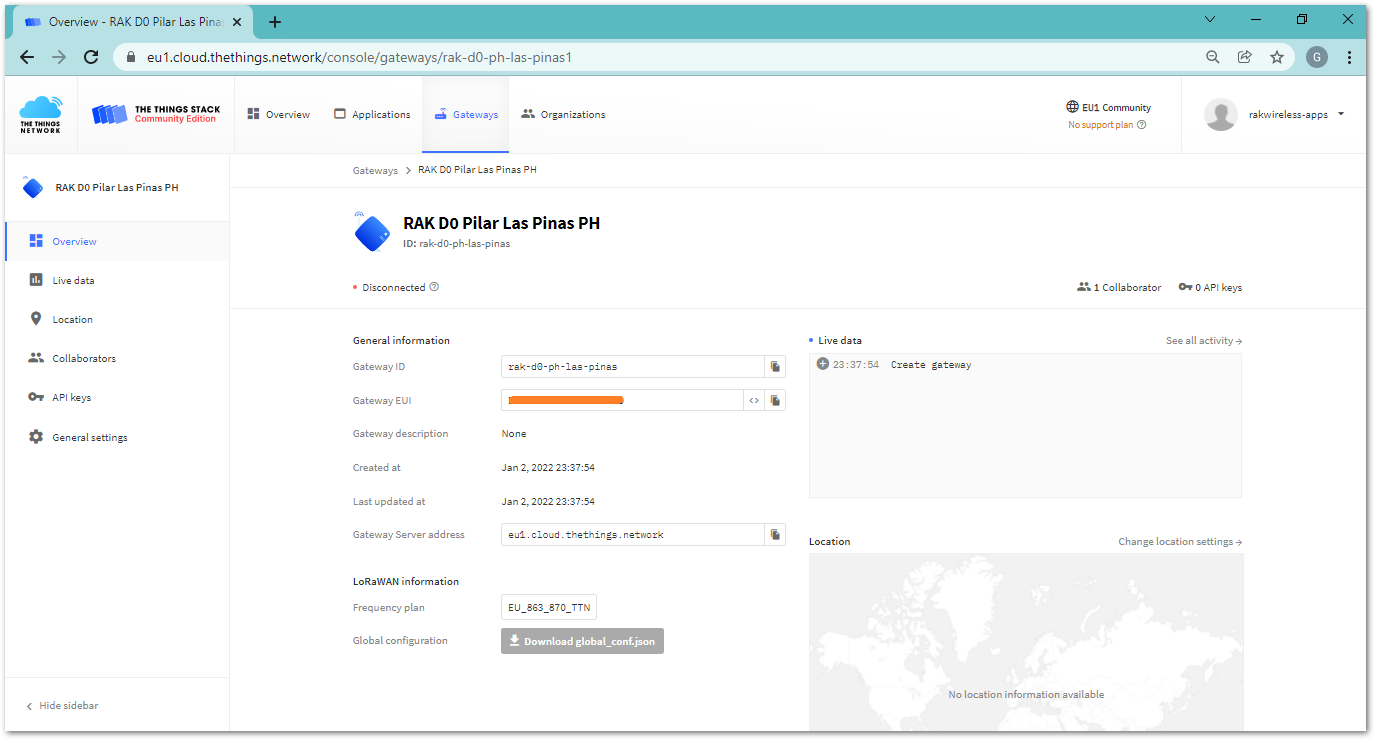 Overview - RAK D0 Pilar Las Pinas
eu1.cloud.thethings.network/console/gateways/rak-d0-ph-las-pinas1
G
THE THINGS
NETWORK
THE THINGS STACK
Community Edition
Overview
Applications
Gateways
Organizations
EU1 Community
No support plan
rakwireless-apps
RAK D0 Pilar Las Pinas PH
Overview
Live data
Location
Collaborators
API keys
General settings
Hide sidebar
Gateways > RAK D0 Pilar Las Pinas PH
RAK D0 Pilar Las Pinas PH
ID: rak-d0-ph-las-pinas
Disconnected
1 Collaborator
0 API keys
General information
Gateway ID rak-d0-ph-las-pinas
Gateway EUI
Gateway description None
Created at Jan 2, 2022 23:37:54
Last updated at Jan 2, 2022 23:37:54
Gateway Server address eu1.cloud.thethings.network
LoRaWAN information
Frequency plan EU_863_870_TTN
Global configuration Download global_conf.json
Live data
See all activity →
23:37:54 Create gateway
Location
Change location settings →
No location information available